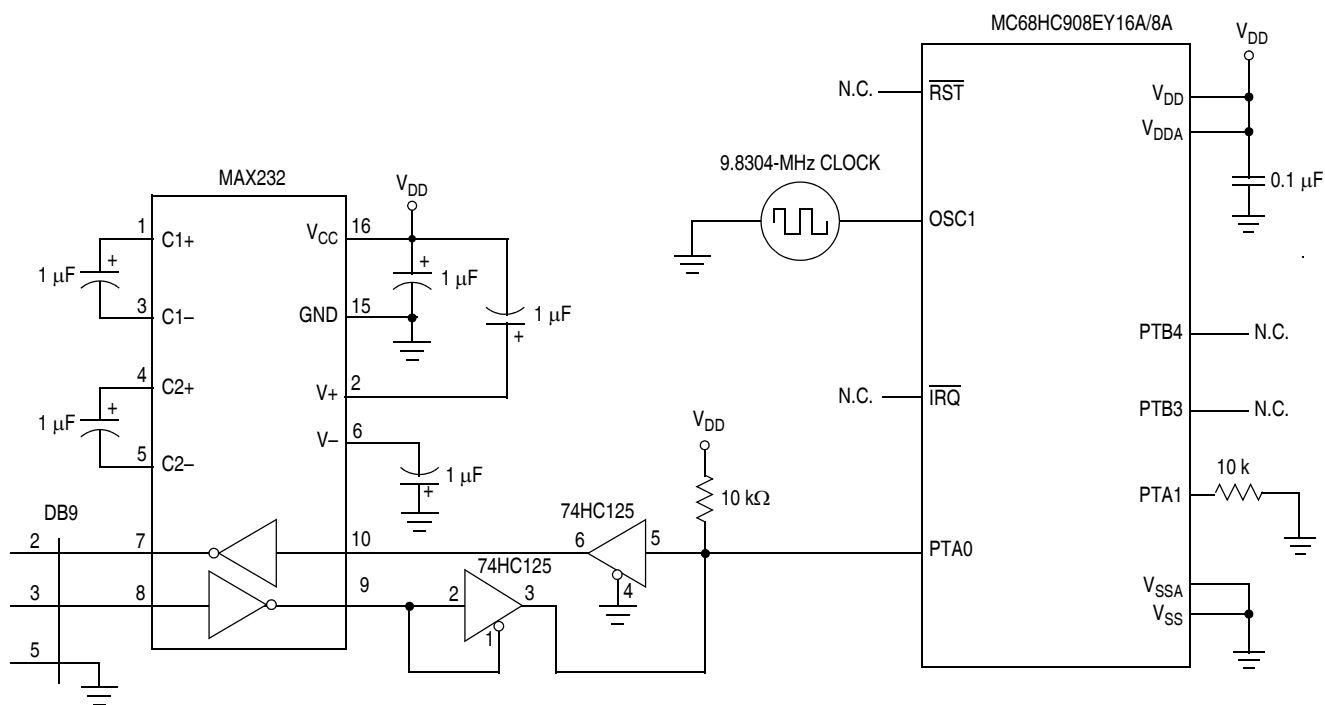 MC68HC908EY16A/8A
V_DD
N.C.
RST
V_DD
V_DDA
9.8304-MHz CLOCK
0.1 µF
OSC1
MAX232
V_DD
1
C1+
V_CC
16
1 µF
+
+
1 µF
3
C1–
GND
15
1 µF
+
PTB4
N.C.
4
C2+
V+
2
N.C.
IRQ
PTB3
N.C.
1 µF
+
V–
6
V_DD
5
C2–
1 µF
+
10 kΩ
10 k
PTA1
DB9
74HC125
2
7
10
6
5
PTA0
4
74HC125
3
8
9
2
3
1
V_SSA
V_SS
5